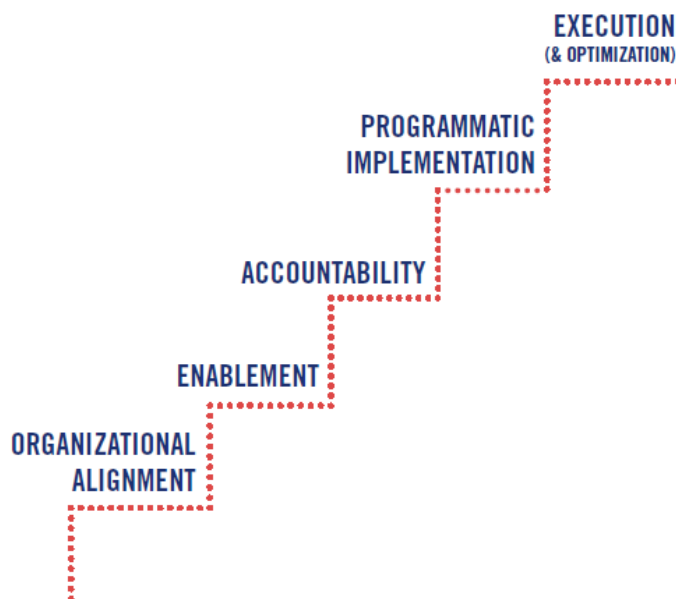 EXECUTION
(& OPTIMIZATION)
PROGRAMMATIC
IMPLEMENTATION
ACCOUNTABILITY
ENABLEMENT
ORGANIZATIONAL
ALIGNMENT